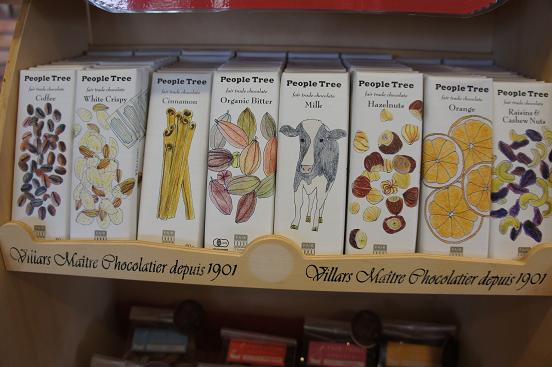 People Tree
fair trade chocolate
Coffee
People Tree
fair trade chocolate
White Crispy
People Tree
fair trade chocolate
Cinnamon
People Tree
fair trade chocolate
Organic Bitter
People Tree
fair trade chocolate
Milk
People Tree
fair trade chocolate
Hazelnuts
People Tree
fair trade chocolate
Orange
People Tree
fair trade chocolate
Raisins &
Cashew Nuts
Villars Maître Chocolatier depuis 1901
Villars Maître Chocolatier depuis 1901